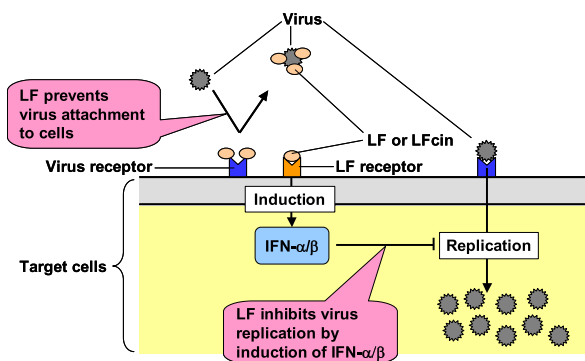 Virus
LF prevents
virus attachment
to cells
LF or LFcin
Virus receptor
LF receptor
Induction
IFN-α/β
Replication
Target cells
LF inhibits virus
replication by
induction of IFN-α/β